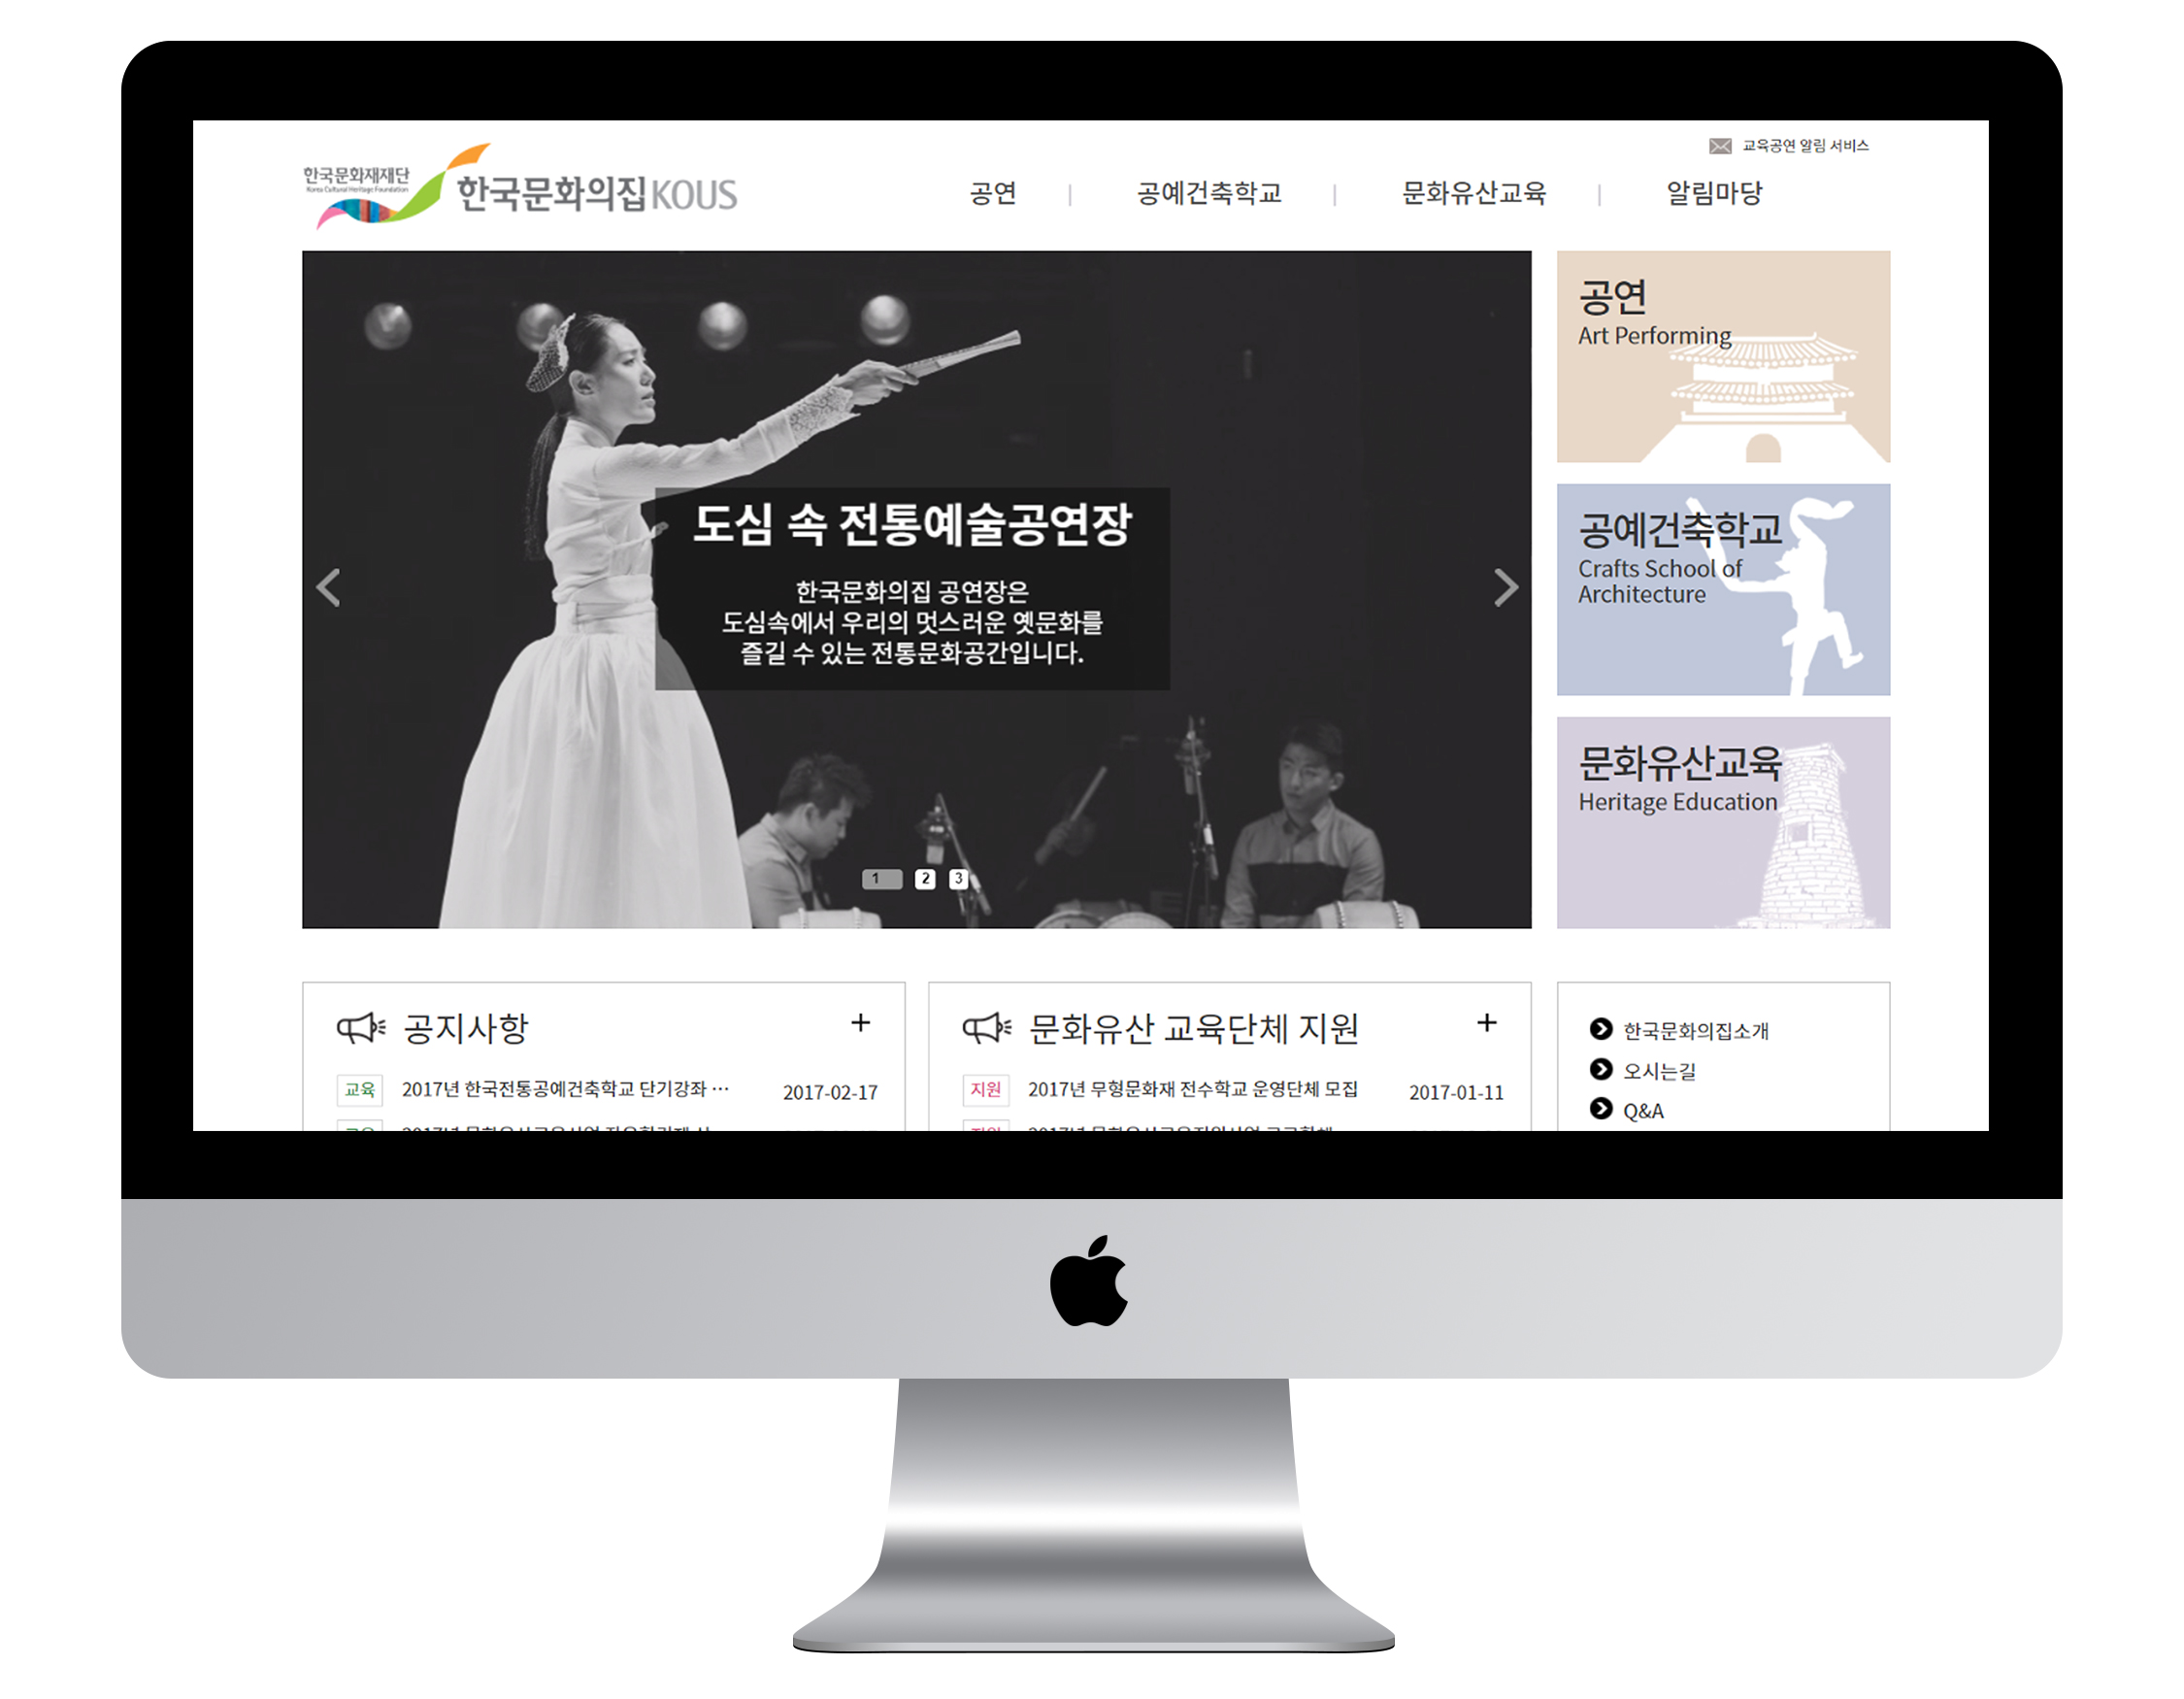 교육공연 알림 서비스
한국문화재재단
Korea Cultural Heritage Foundation
한국문화의집 KOUS
공연 | 공예건축학교 | 문화유산교육 | 알림마당
도심 속 전통예술공연장
한국문화의집 공연장은
도심속에서 우리의 멋스러운 옛문화를
즐길 수 있는 전통문화공간입니다.
1 2 3
공연
Art Performing
공예건축학교
Crafts School of
Architecture
문화유산교육
Heritage Education
공지사항 +
교육 2017년 한국전통공예건축학교 단기강좌 … 2017-02-17
문화유산 교육단체 지원 +
지원 2017년 무형문화재 전수학교 운영단체 모집 2017-01-11
한국문화의집소개
오시는길
Q&A